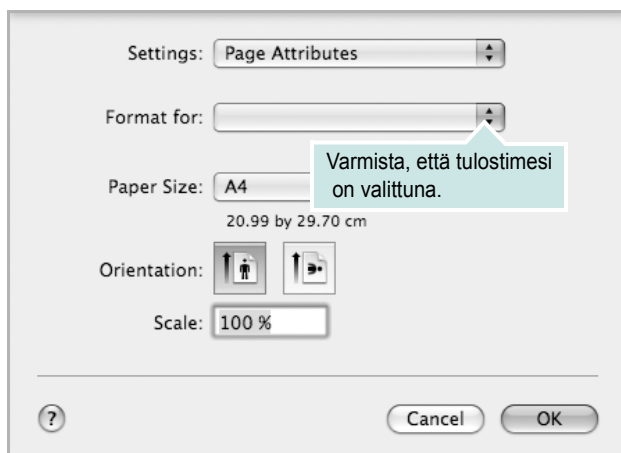 Settings: Page Attributes
Format for:
Varmista, että tulostimesi
on valittuna.
Paper Size: A4
20.99 by 29.70 cm
Orientation:
Scale: 100 %
? Cancel OK